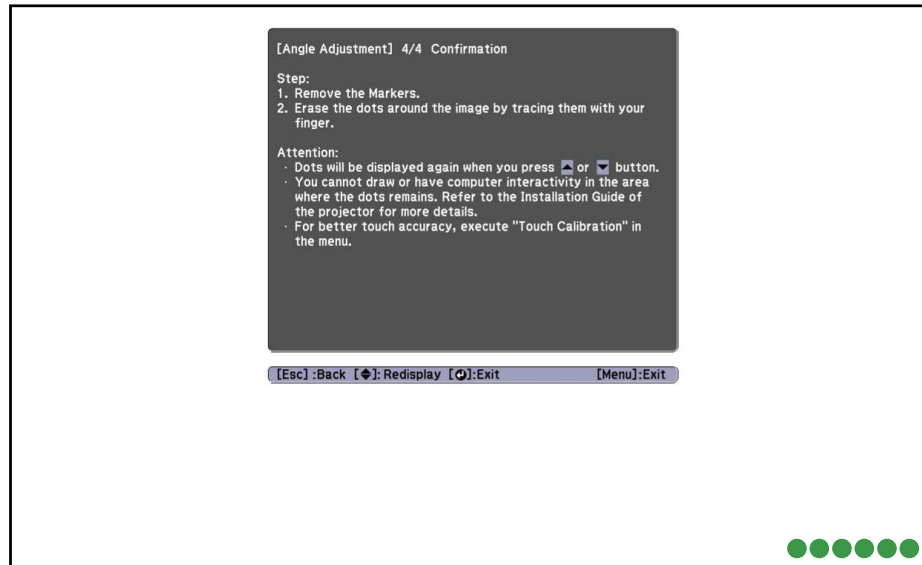 [Angle Adjustment] 4/4 Confirmation
Step:
1. Remove the Markers.
2. Erase the dots around the image by tracing them with your
finger.
Attention:
· Dots will be displayed again when you press ▲ or ▼ button.
· You cannot draw or have computer interactivity in the area
where the dots remains. Refer to the Installation Guide of
the projector for more details.
· For better touch accuracy, execute "Touch Calibration" in
the menu.
[Esc] :Back [◆]: Redisplay [⏎]:Exit [Menu]:Exit